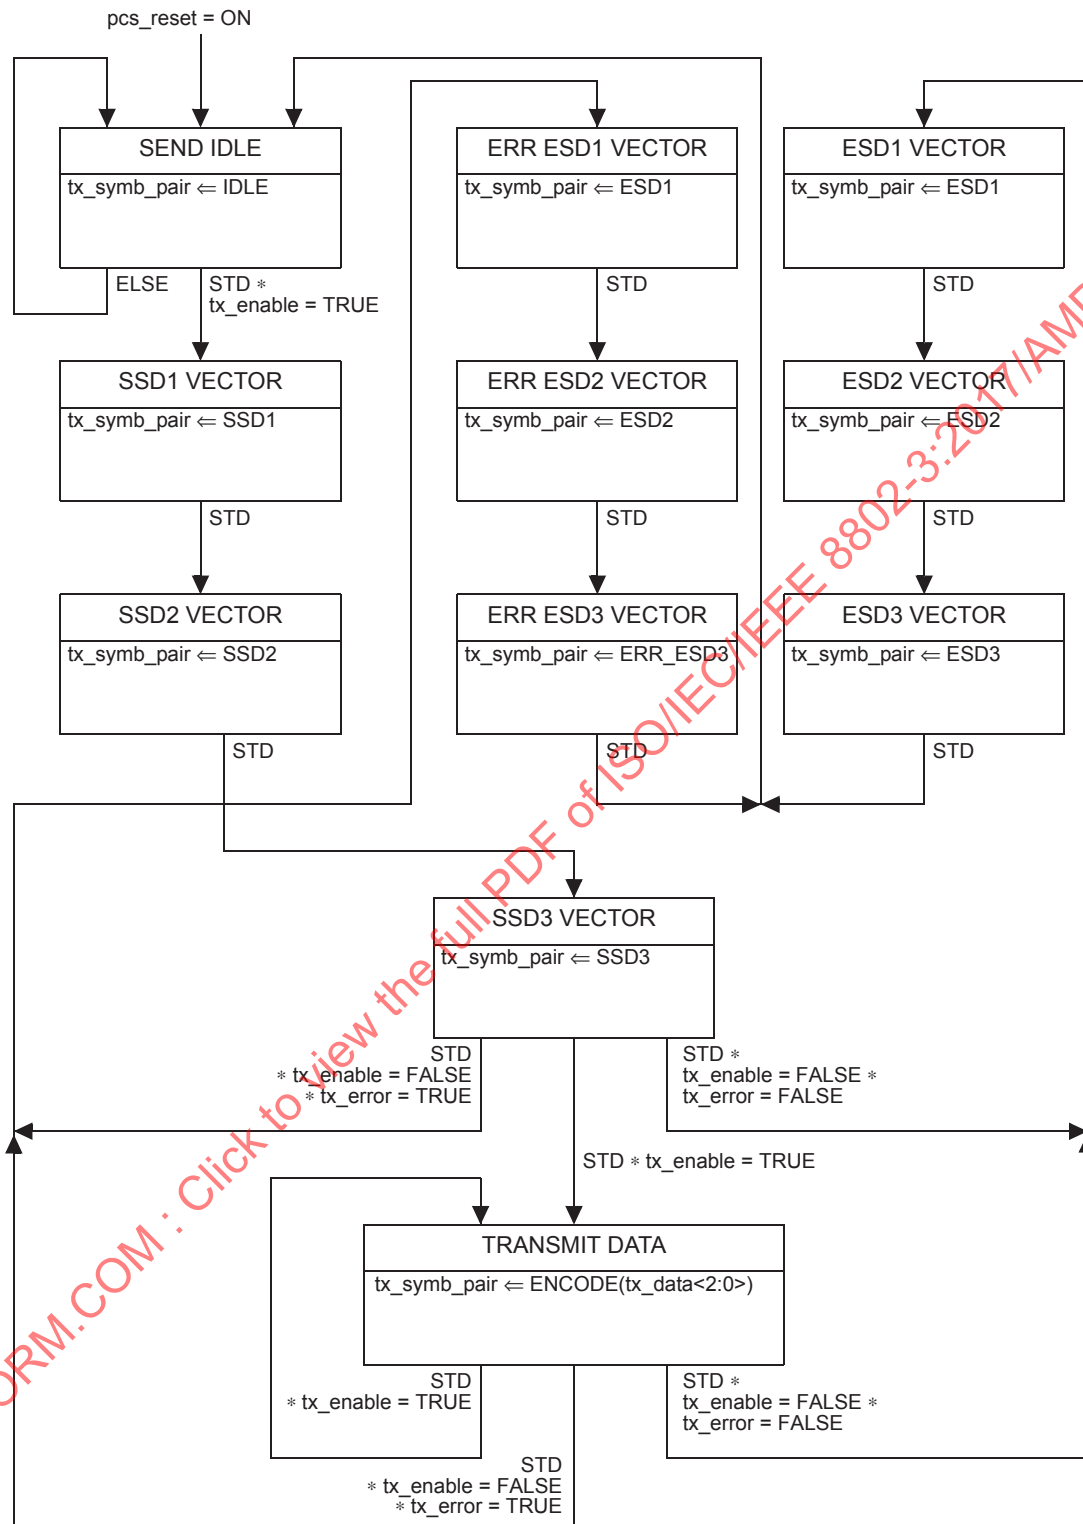 pcs_reset = ON
SEND IDLE
tx_symb_pair ⇐ IDLE
ELSE
STD *
tx_enable = TRUE
ERR ESD1 VECTOR
tx_symb_pair ⇐ ESD1
STD
ESD1 VECTOR
tx_symb_pair ⇐ ESD1
STD
SSD1 VECTOR
tx_symb_pair ⇐ SSD1
STD
ERR ESD2 VECTOR
tx_symb_pair ⇐ ESD2
STD
ESD2 VECTOR
tx_symb_pair ⇐ ESD2
STD
SSD2 VECTOR
tx_symb_pair ⇐ SSD2
STD
ERR ESD3 VECTOR
tx_symb_pair ⇐ ERR_ESD3
STD
ESD3 VECTOR
tx_symb_pair ⇐ ESD3
STD
SSD3 VECTOR
tx_symb_pair ⇐ SSD3
STD
* tx_enable = FALSE
* tx_error = TRUE
STD *
tx_enable = FALSE *
tx_error = FALSE
STD * tx_enable = TRUE
TRANSMIT DATA
tx_symb_pair ⇐ ENCODE(tx_data<2:0>)
STD
* tx_enable = TRUE
STD *
tx_enable = FALSE *
tx_error = FALSE
STD
* tx_enable = FALSE
* tx_error = TRUE
ORM.COM : Click to view the full PDF of ISO/IEC/IEEE 8802-3:2017/AMD